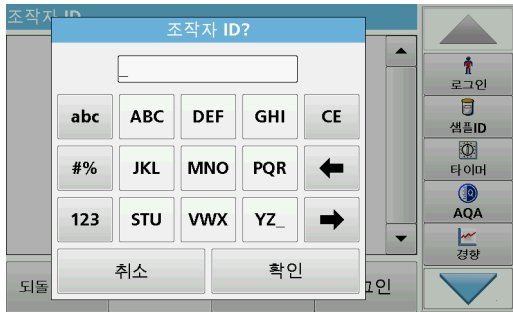 조작자 ID
조작자 ID?
_
abc ABC DEF GHI CE
#% JKL MNO PQR
123 STU VWX YZ_
취소 확인
되돌
그인
로그인
샘플ID
타이머
AQA
경향